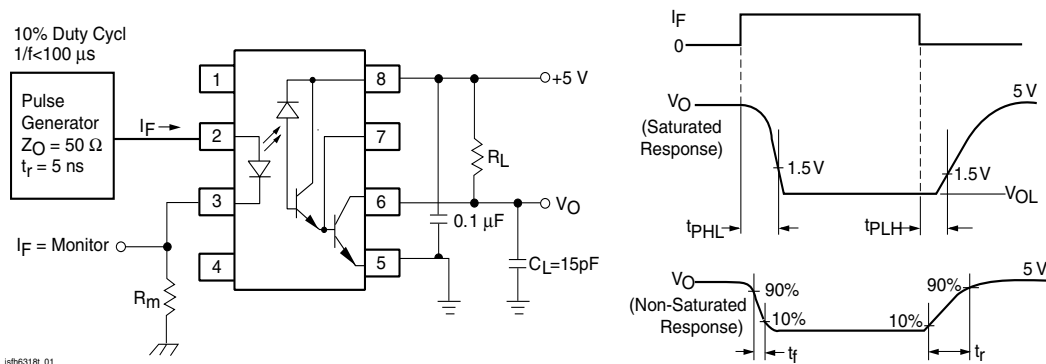 10% Duty Cycl
1/f<100 µs
Pulse
Generator
ZO = 50 Ω
tr = 5 ns
IF
1
2
3
4
8
7
6
5
+5 V
RL
VO
0.1 µF
CL=15pF
IF = Monitor
Rm
isfh6318t_01
IF
0
VO
(Saturated
Response)
5 V
1.5 V
1.5 V
VOL
tPHL
tPLH
VO
(Non-Saturated
Response)
90%
10%
tf
90%
10%
tr
5 V